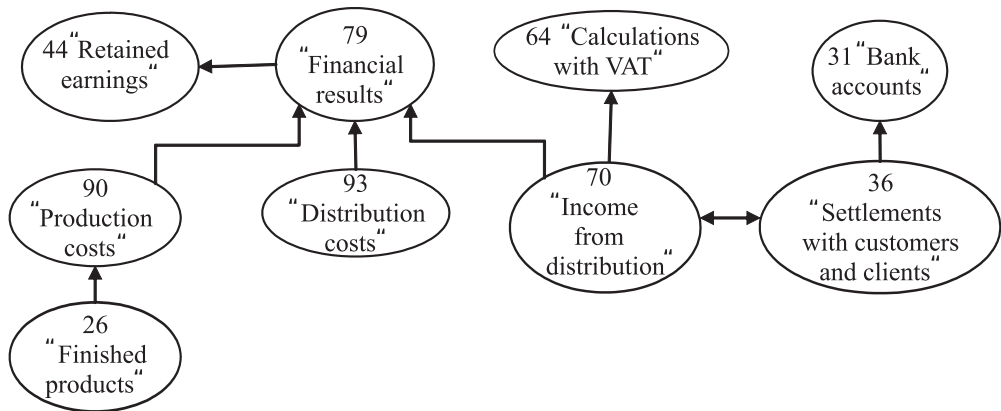 44 “Retained
earnings“
79
“Financial
results“
64 “Calculations
with VAT“
31 “Bank
accounts“
90
“Production
costs“
93
“Distribution
costs“
70
“Income
from
distribution“
36
“Settlements
with customers
and clients“
26
“Finished
products“